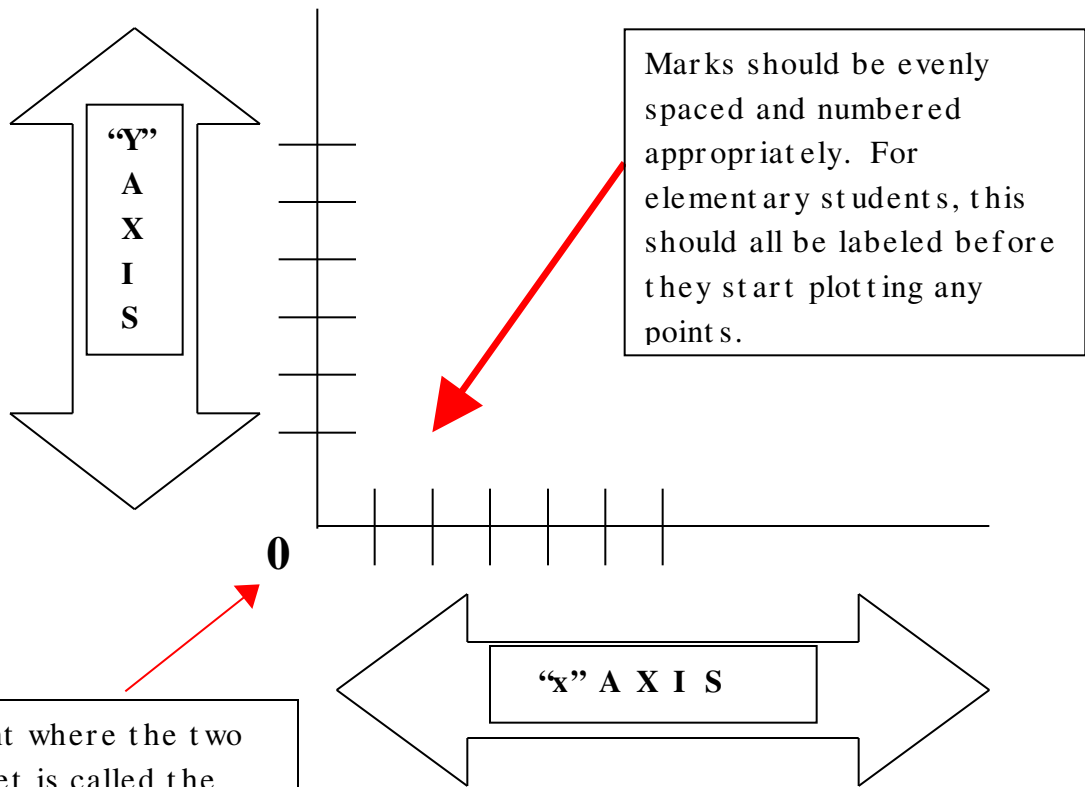 “Y”
A
X
I
S
Marks should be evenly
spaced and numbered
appropriately. For
elementary students, this
should all be labeled before
they start plotting any
points.
0
“x” A X I S
where the two
is called the